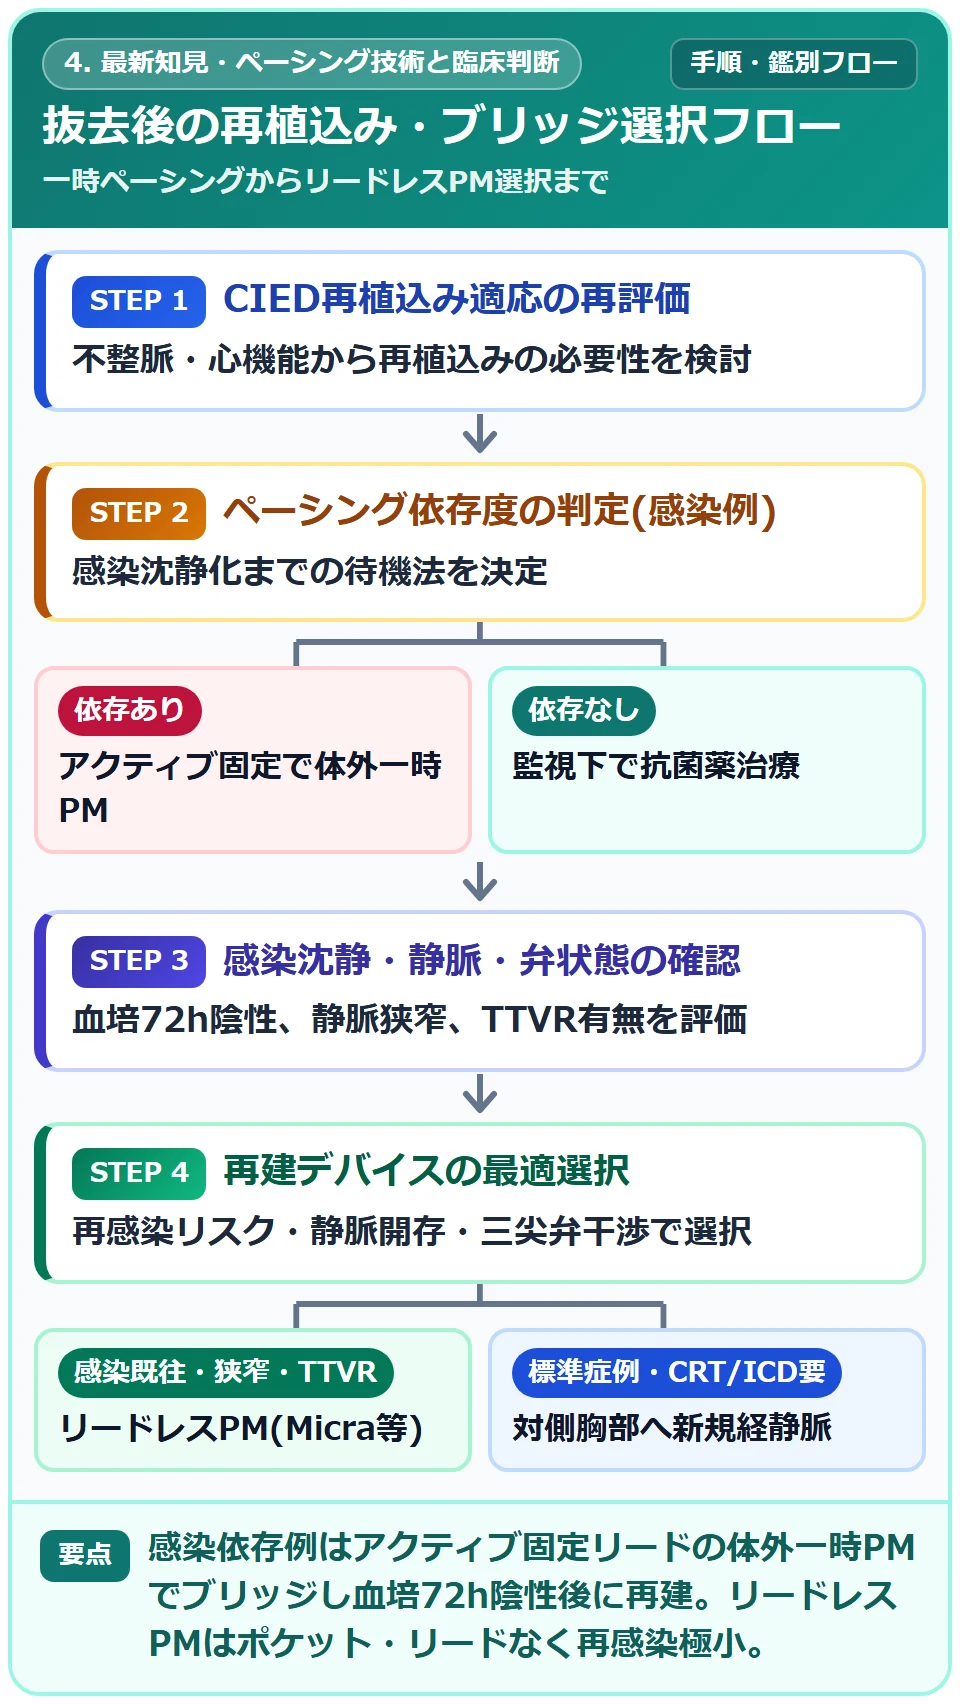 4. 最新知見・ペーシング技術と臨床判断
手順・鑑別フロー
抜去後の再植込み・ブリッジ選択フロー
一時ペーシングからリードレスPM選択まで
STEP 1 CIED再植込み適応の再評価
不整脈・心機能から再植込みの必要性を検討
STEP 2 ペーシング依存度の判定(感染例)
感染沈静化までの待機法を決定
依存あり
アクティブ固定で体外一時
PM
依存なし
監視下で抗菌薬治療
STEP 3 感染沈静・静脈・弁状態の確認
血培72h陰性、静脈狭窄、TTVR有無を評価
STEP 4 再建デバイスの最適選択
再感染リスク・静脈開存・三尖弁干渉で選択
感染既往・狭窄・TTVR
リードレスPM(Micra等)
標準症例・CRT/ICD要
対側胸部へ新規経静脈
要点
感染依存例はアクティブ固定リードの体外一時PM
でブリッジし血培72h陰性後に再建。リードレス
PMはポケット・リードなく再感染極小。